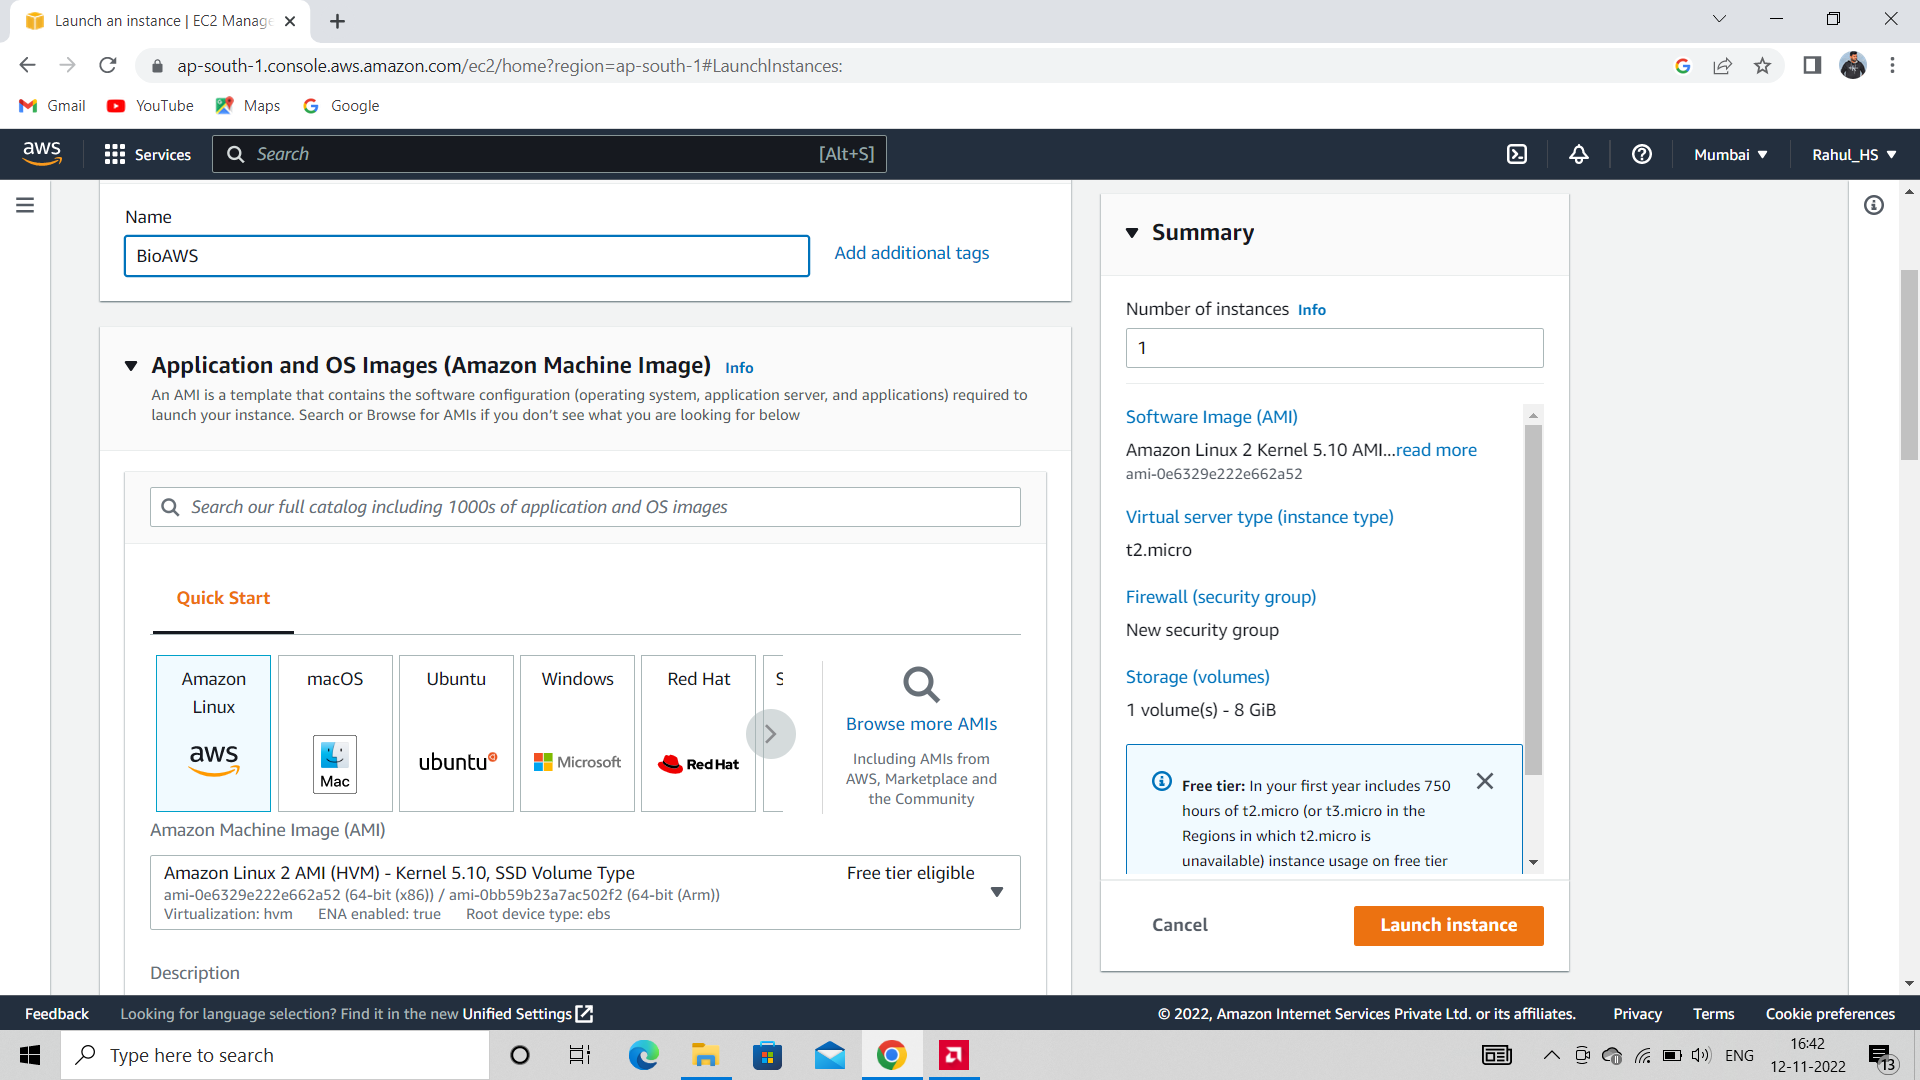 Launch an instance | EC2 Manage
ap-south-1.console.aws.amazon.com/ec2/home?region=ap-south-1#LaunchInstances:
Gmail
YouTube
Maps
Google
aws
Services
Search
[Alt+S]
Mumbai
Rahul_HS
Name
BioAWS
Add additional tags
Application and OS Images (Amazon Machine Image) Info
An AMI is a template that contains the software configuration (operating system, application server, and applications) required to
launch your instance. Search or Browse for AMIs if you don’t see what you are looking for below
Search our full catalog including 1000s of application and OS images
Quick Start
Amazon
Linux
aws
macOS
Mac
Ubuntu
ubuntu
Windows
Microsoft
Red Hat
Red Hat
S
Browse more AMIs
Including AMIs from
AWS, Marketplace and
the Community
Amazon Machine Image (AMI)
Amazon Linux 2 AMI (HVM) - Kernel 5.10, SSD Volume Type
Free tier eligible
ami-0e6329e222e662a52 (64-bit (x86)) / ami-0bb59b23a7ac502f2 (64-bit (Arm))
Virtualization: hvm ENA enabled: true Root device type: ebs
Description
Summary
Number of instances Info
1
Software Image (AMI)
Amazon Linux 2 Kernel 5.10 AMI...read more
ami-0e6329e222e662a52
Virtual server type (instance type)
t2.micro
Firewall (security group)
New security group
Storage (volumes)
1 volume(s) - 8 GiB
Free tier: In your first year includes 750
hours of t2.micro (or t3.micro in the
Regions in which t2.micro is
unavailable) instance usage on free tier
Cancel
Launch instance
Feedback
Looking for language selection? Find it in the new Unified Settings
© 2022, Amazon Internet Services Private Ltd. or its affiliates.
Privacy
Terms
Cookie preferences
Type here to search
ENG
16:42
12-11-2022
13